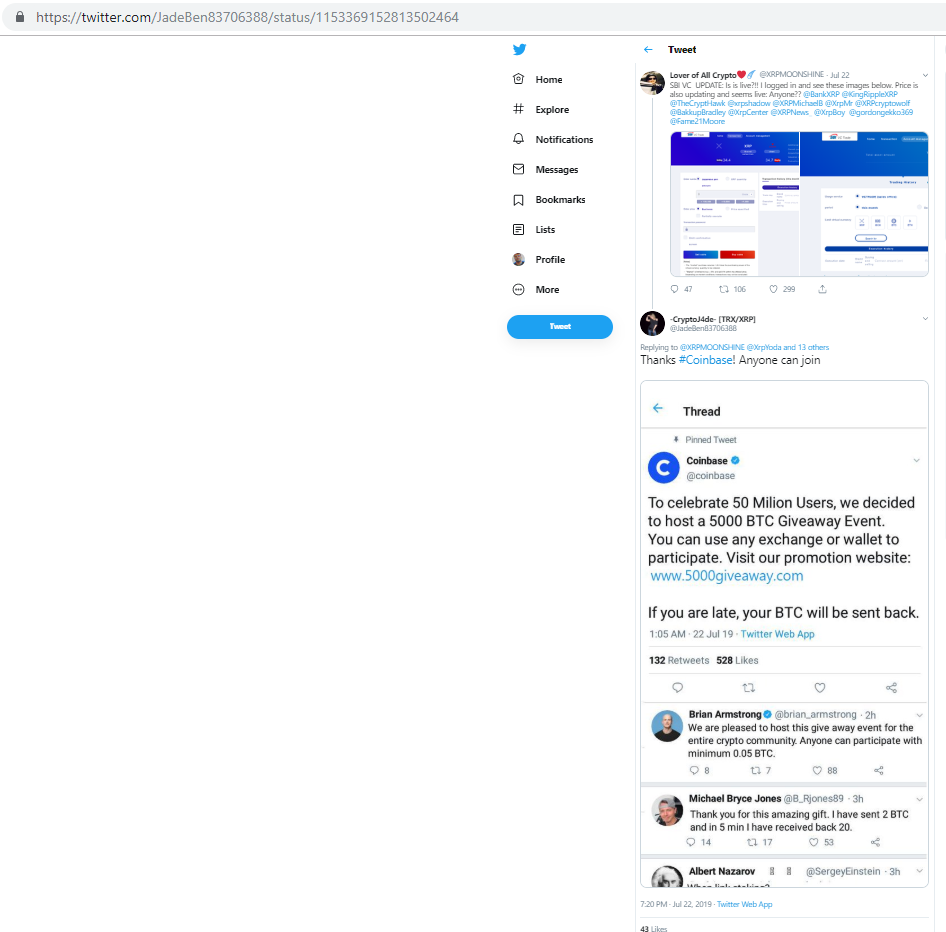 https://twitter.com/JadeBen83706388/status/1153369152813502464
Home
Explore
Notifications
Messages
Bookmarks
Lists
Profile
More
Tweet
Tweet
Lover of All Crypto @XRPMOONSHINE · Jul 22
SBI VC UPDATE: Is is live?!! I logged in and see these images below. Price is
also updating and seems live: Anyone?? @BankXRP @KingRippleXRP
@TheCryptHawk @xrpshadow @XRPMichaelB @XrpMr @XRPcryptowolf
@BakkupBradley @XrpCenter @XRPNews @XrpBoy @gordongekko369
@Fame21Moore
XRP
Trading History
47 106 299
-CryptoJ4de- [TRX/XRP]
@JadeBen83706388
Replying to @XRPMOONSHINE @XrpYoda and 13 others
Thanks #Coinbase! Anyone can join
Thread
Pinned Tweet
Coinbase
@coinbase
To celebrate 50 Milion Users, we decided
to host a 5000 BTC Giveaway Event.
You can use any exchange or wallet to
participate. Visit our promotion website:
www.5000giveaway.com
If you are late, your BTC will be sent back.
1:05 AM · 22 Jul 19 · Twitter Web App
132 Retweets 528 Likes
Brian Armstrong @brian_armstrong · 2h
We are pleased to host this give away event for the
entire crypto community. Anyone can participate with
minimum 0.05 BTC.
8 7 88
Michael Bryce Jones @B_Rjones89 · 3h
Thank you for this amazing gift. I have sent 2 BTC
and in 5 min I have received back 20.
14 17 53
Albert Nazarov @SergeyEinstein · 3h
7:20 PM · Jul 22, 2019 · Twitter Web App
43 Likes